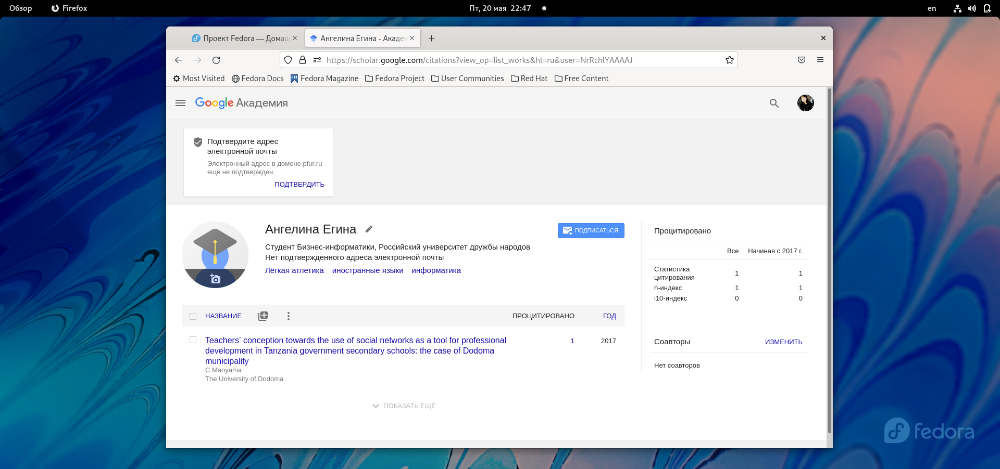 Обзор
Firefox
Пт, 20 мая 22:47
en
Проект Fedora — Домаш
Ангелина Егина - Академ
https://scholar.google.com/citations?view_op=list_works&hl=ru&user=NrRchlYAAAAJ
Most Visited
Fedora Docs
Fedora Magazine
Fedora Project
User Communities
Red Hat
Free Content
Google Академия
Подтвердите адрес
электронной почты
Электронный адрес в домене pfur.ru
ещё не подтвержден.
ПОДТВЕРДИТЬ
Ангелина Егина
ПОДПИСАТЬСЯ
Студент Бизнес-информатики, Российский университет дружбы народов
Нет подтвержденного адреса электронной почты
Лёгкая атлетика иностранные языки информатика
НАЗВАНИЕ
ПРОЦИТИРОВАНО
ГОД
Teachers’ conception towards the use of social networks as a tool for professional
development in Tanzania government secondary schools: the case of Dodoma
municipality
C Manyama
The University of Dodoma
1
2017
ПОКАЗАТЬ ЕЩЁ
Процитировано
Все Начиная с 2017 г.
Статистика
цитирования 1 1
h-индекс 1 1
i10-индекс 0 0
Соавторы
ИЗМЕНИТЬ
Нет соавторов
fedora